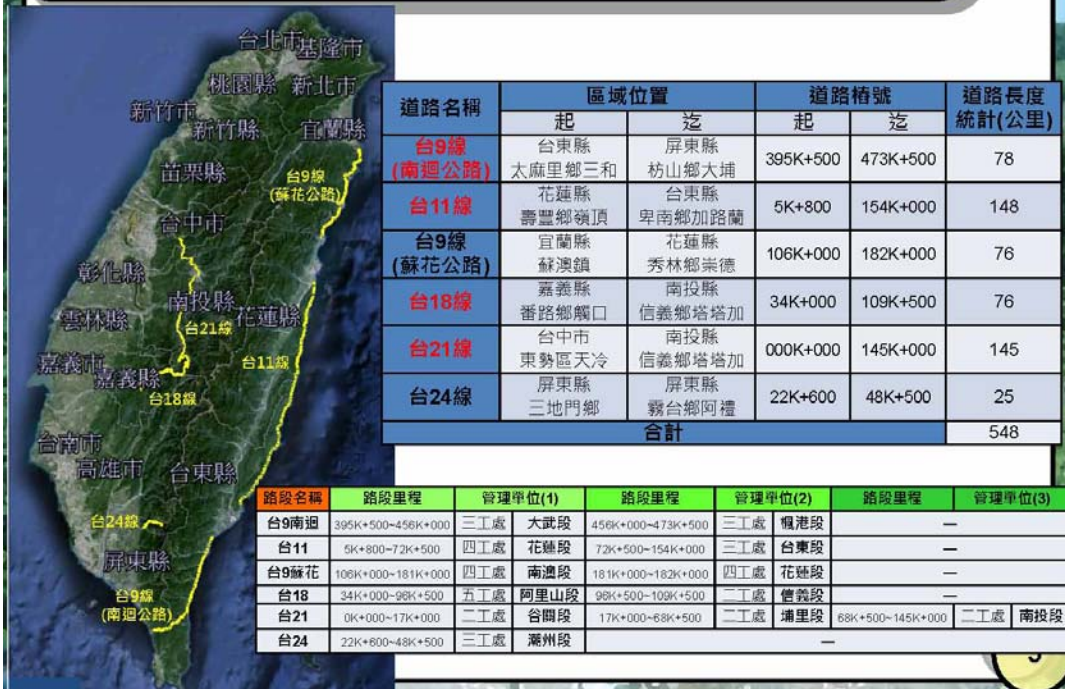 台北市
基隆市
桃園縣
新北市
新竹市
新竹縣
宜蘭縣
苗栗縣
台9線
(蘇花公路)
台中市
彰化縣
南投縣
花蓮縣
雲林縣
台21線
嘉義市
嘉義縣
台11線
台18線
台南市
高雄市
台東縣
台24線
屏東縣
台9線
(南迴公路)
道路名稱 區域位置 道路樁號 道路長度統計(公里)
起 迄 起 迄
台9線(南迴公路) 台東縣太麻里鄉三和 屏東縣枋山鄉大埔 395K+500 473K+500 78
台11線 花蓮縣壽豐鄉嶺頂 台東縣卑南鄉加路蘭 5K+800 154K+000 148
台9線(蘇花公路) 宜蘭縣蘇澳鎮 花蓮縣秀林鄉崇德 106K+000 182K+000 76
台18線 嘉義縣番路鄉觸口 南投縣信義鄉塔塔加 34K+000 109K+500 76
台21線 台中市東勢區天冷 南投縣信義鄉塔塔加 000K+000 145K+000 145
台24線 屏東縣三地門鄉 屏東縣霧台鄉阿禮 22K+600 48K+500 25
合計 548
路段名稱 路段里程 管理單位(1) 路段里程 管理單位(2) 路段里程 管理單位(3)
台9南迴 395K+500~456K+000 三工處 大武段 456K+000~473K+500 三工處 楓港段 —
台11 5K+800~72K+500 四工處 花蓮段 72K+500~154K+000 三工處 台東段 —
台9蘇花 106K+000~181K+000 四工處 南澳段 181K+000~182K+000 四工處 花蓮段 —
台18 34K+000~96K+500 五工處 阿里山段 96K+500~109K+500 二工處 信義段 —
台21 0K+000~17K+000 二工處 谷關段 17K+000~68K+500 二工處 埔里段 68K+500~145K+000 二工處 南投段
台24 22K+600~48K+500 三工處 潮州段 —